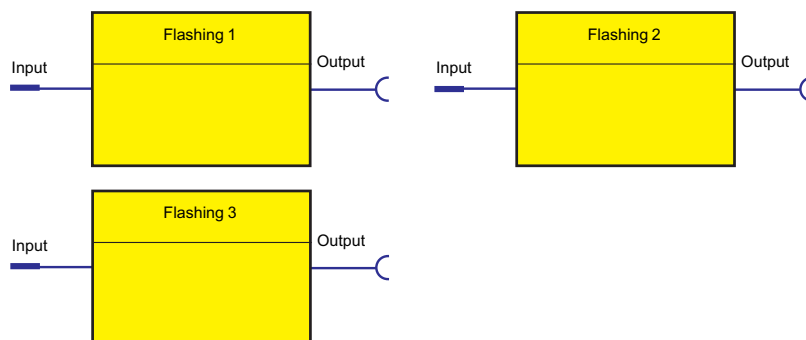 Flashing 1
Input
Output
Flashing 2
Input
Output
Flashing 3
Input
Output